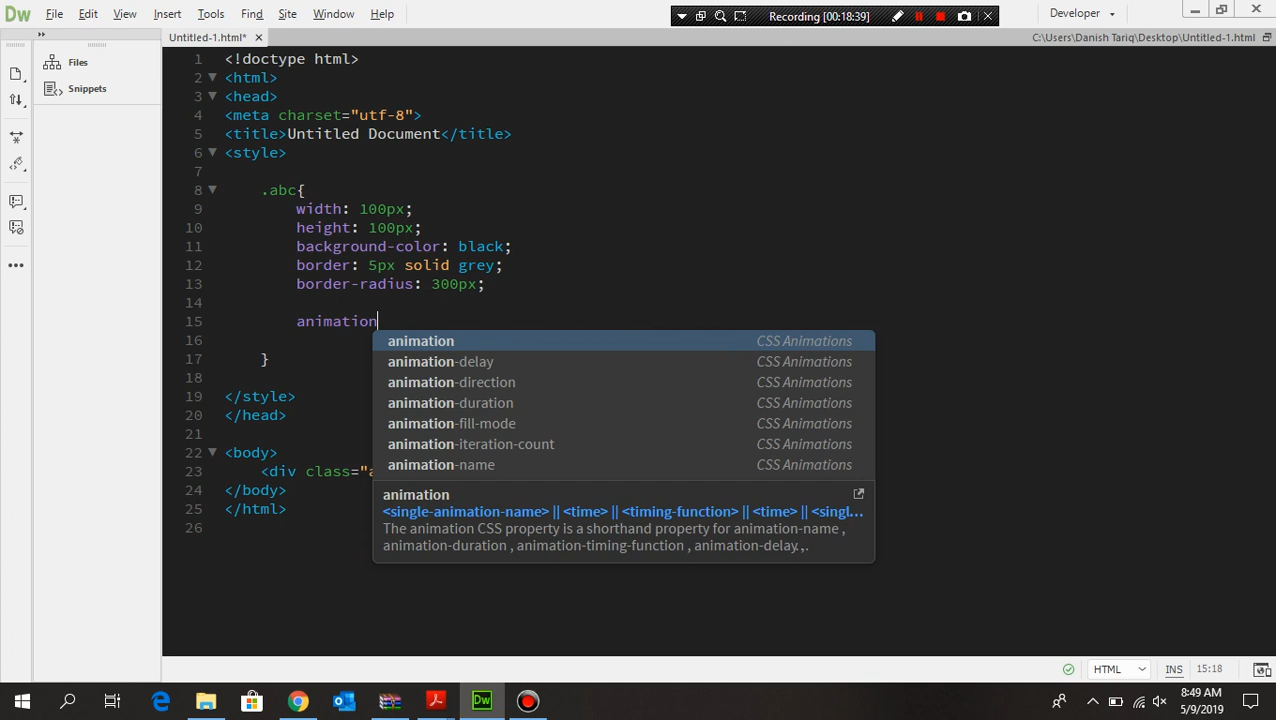 Dw File Edit View Insert Tools Find Site Window Help
Recording [00:18:39]
Developer
Untitled-1.html*
C:\Users\Danish Tariq\Desktop\Untitled-1.html
Files
Snippets
1 <!doctype html>
2 <html>
3 <head>
4 <meta charset="utf-8">
5 <title>Untitled Document</title>
6 <style>
7
8 .abc{
9 width: 100px;
10 height: 100px;
11 background-color: black;
12 border: 5px solid grey;
13 border-radius: 300px;
14
15 animation
16
17 }
18
19 </style>
20 </head>
21
22 <body>
23 <div class="a
24 </body>
25 </html>
26
animation CSS Animations
animation-delay CSS Animations
animation-direction CSS Animations
animation-duration CSS Animations
animation-fill-mode CSS Animations
animation-iteration-count CSS Animations
animation-name CSS Animations
animation
<single-animation-name> || <time> || <timing-function> || <time> || <singl...
The animation CSS property is a shorthand property for animation-name ,
animation-duration , animation-timing-function , animation-delay, ,.
HTML INS 15:18
Dw
8:49 AM
5/9/2019